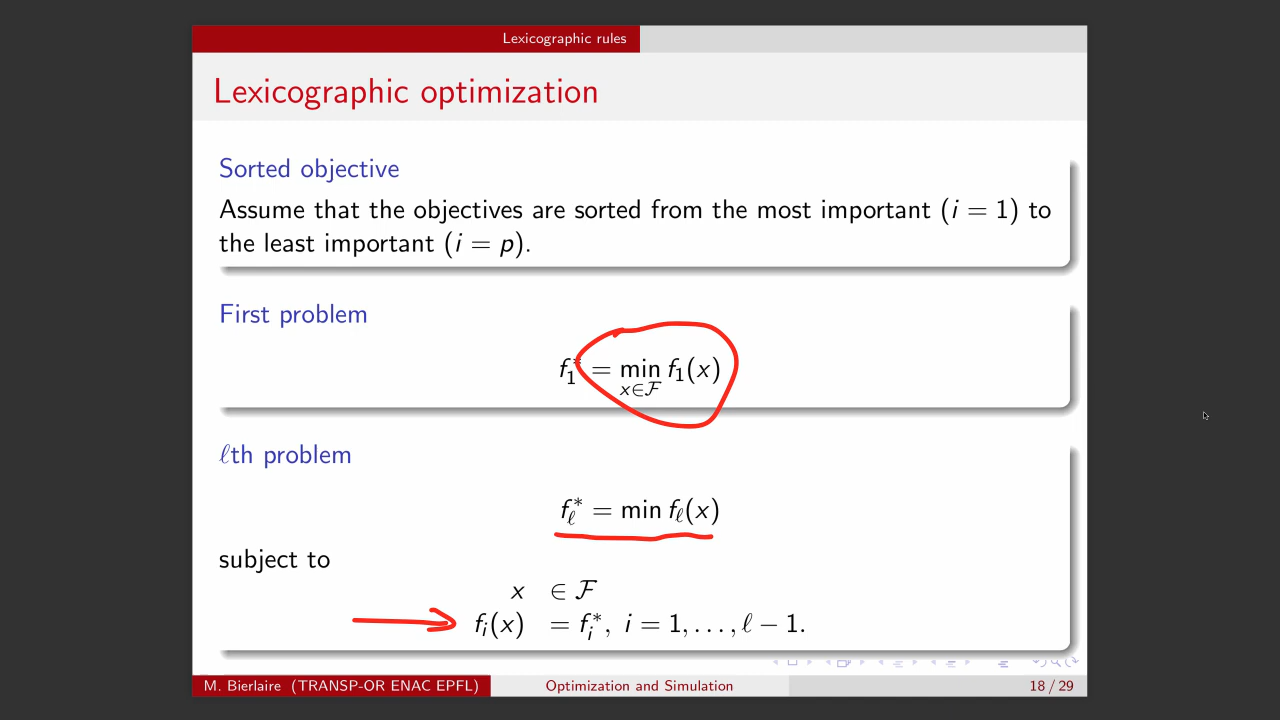 Lexicographic rules
Lexicographic optimization
Sorted objective
Assume that the objectives are sorted from the most important (i = 1) to
the least important (i = p).
First problem
f₁* = min f₁(x)
x∈ℱ
ℓth problem
f_ℓ* = min f_ℓ(x)
subject to
x ∈ ℱ
fᵢ(x) = fᵢ*, i = 1, . . . , ℓ − 1.
M. Bierlaire (TRANSP-OR ENAC EPFL) Optimization and Simulation 18 / 29